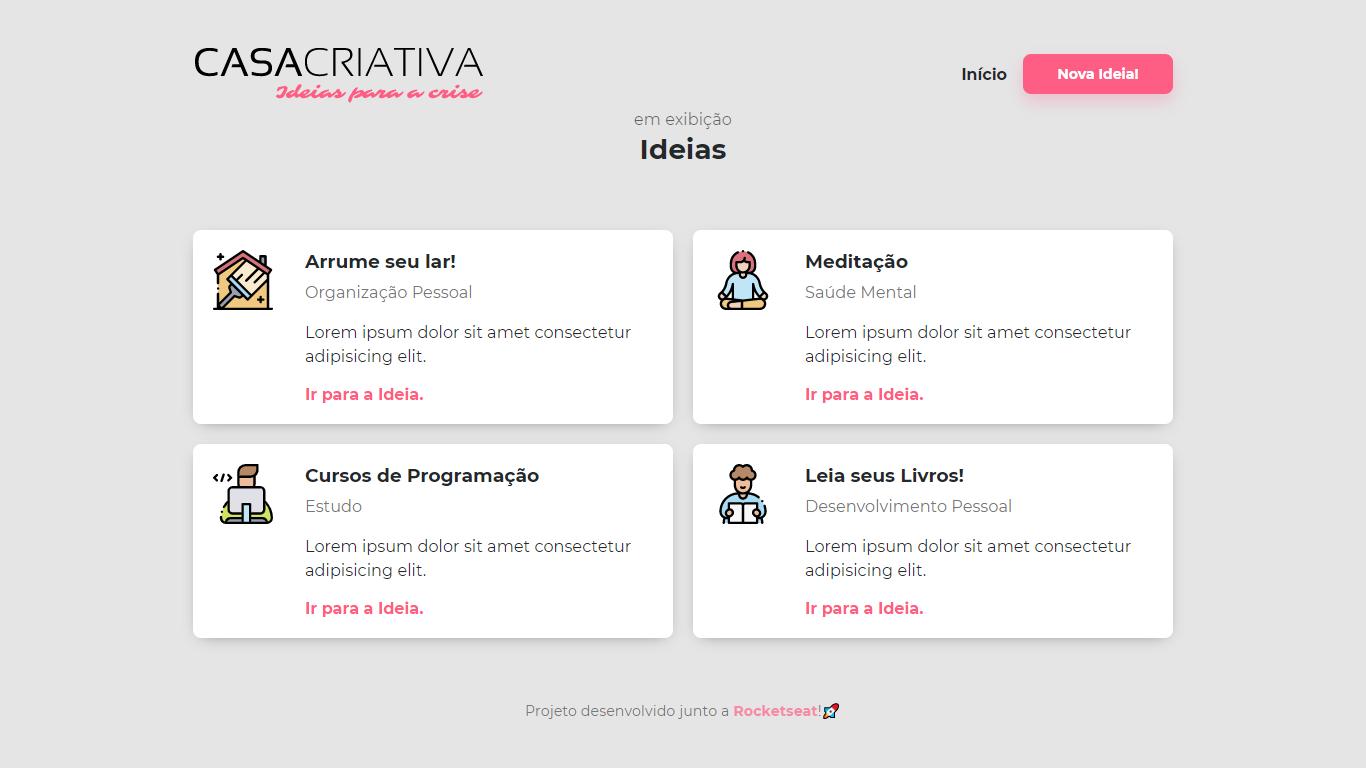 CASACRIATIVA
Ideias para a crise
Início
Nova Ideia!
em exibição
Ideias
Arrume seu lar!
Organização Pessoal
Lorem ipsum dolor sit amet consectetur
adipisicing elit.
Ir para a Ideia.
Meditação
Saúde Mental
Lorem ipsum dolor sit amet consectetur
adipisicing elit.
Ir para a Ideia.
Cursos de Programação
Estudo
Lorem ipsum dolor sit amet consectetur
adipisicing elit.
Ir para a Ideia.
Leia seus Livros!
Desenvolvimento Pessoal
Lorem ipsum dolor sit amet consectetur
adipisicing elit.
Ir para a Ideia.
Projeto desenvolvido junto a Rocketseat!🚀